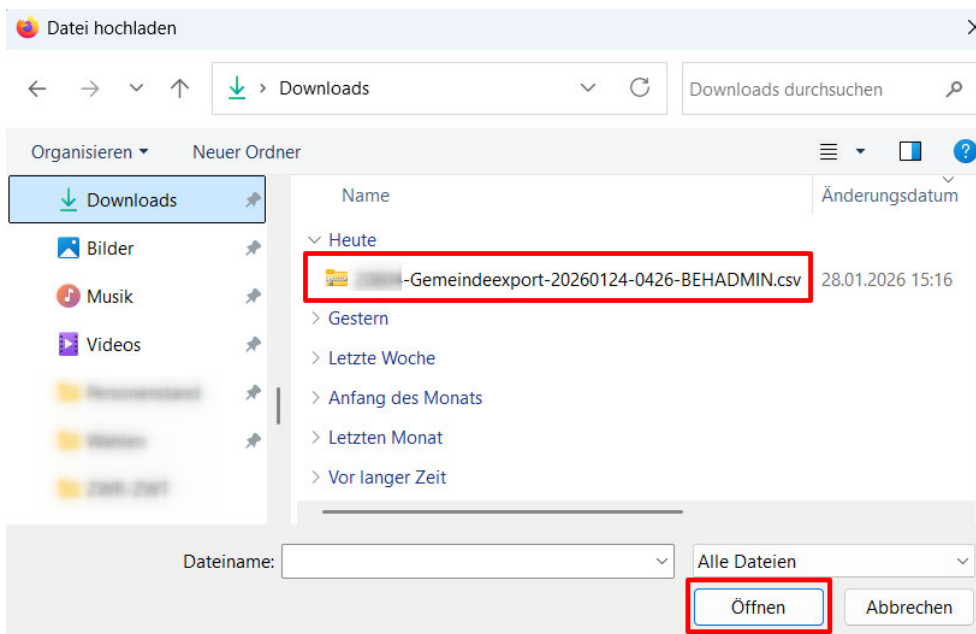 Datei hochladen
Downloads
Downloads durchsuchen
Organisieren Neuer Ordner
Downloads
Bilder
Musik
Videos
Name Änderungsdatum
Heute
-Gemeindeexport-20260124-0426-BEHADMIN.csv 28.01.2026 15:16
Gestern
Letzte Woche
Anfang des Monats
Letzten Monat
Vor langer Zeit
Dateiname: Alle Dateien
Öffnen Abbrechen